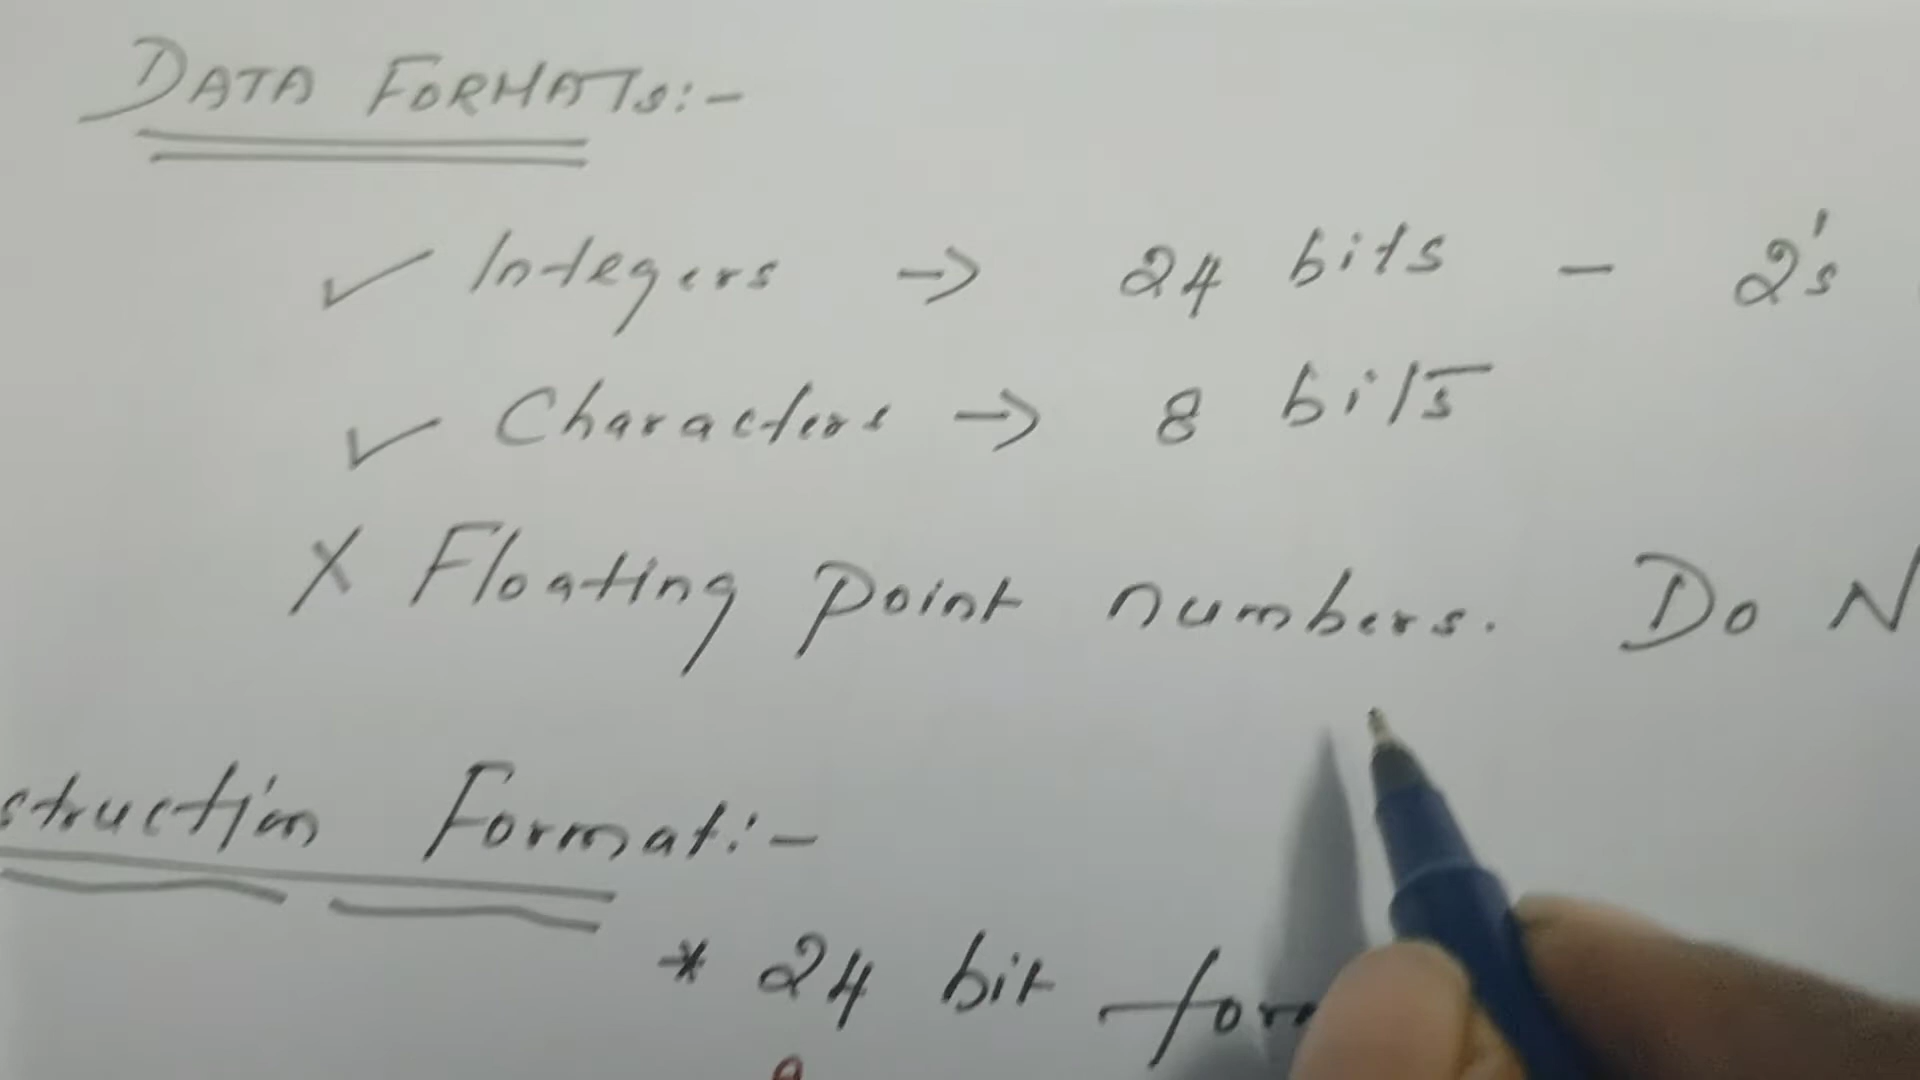 DATA FORMATS:-
✓ Integers → 24 bits - 2's
✓ Characters → 8 bits
X Floating point numbers. Do N
struction Format:-
* 24 bit for